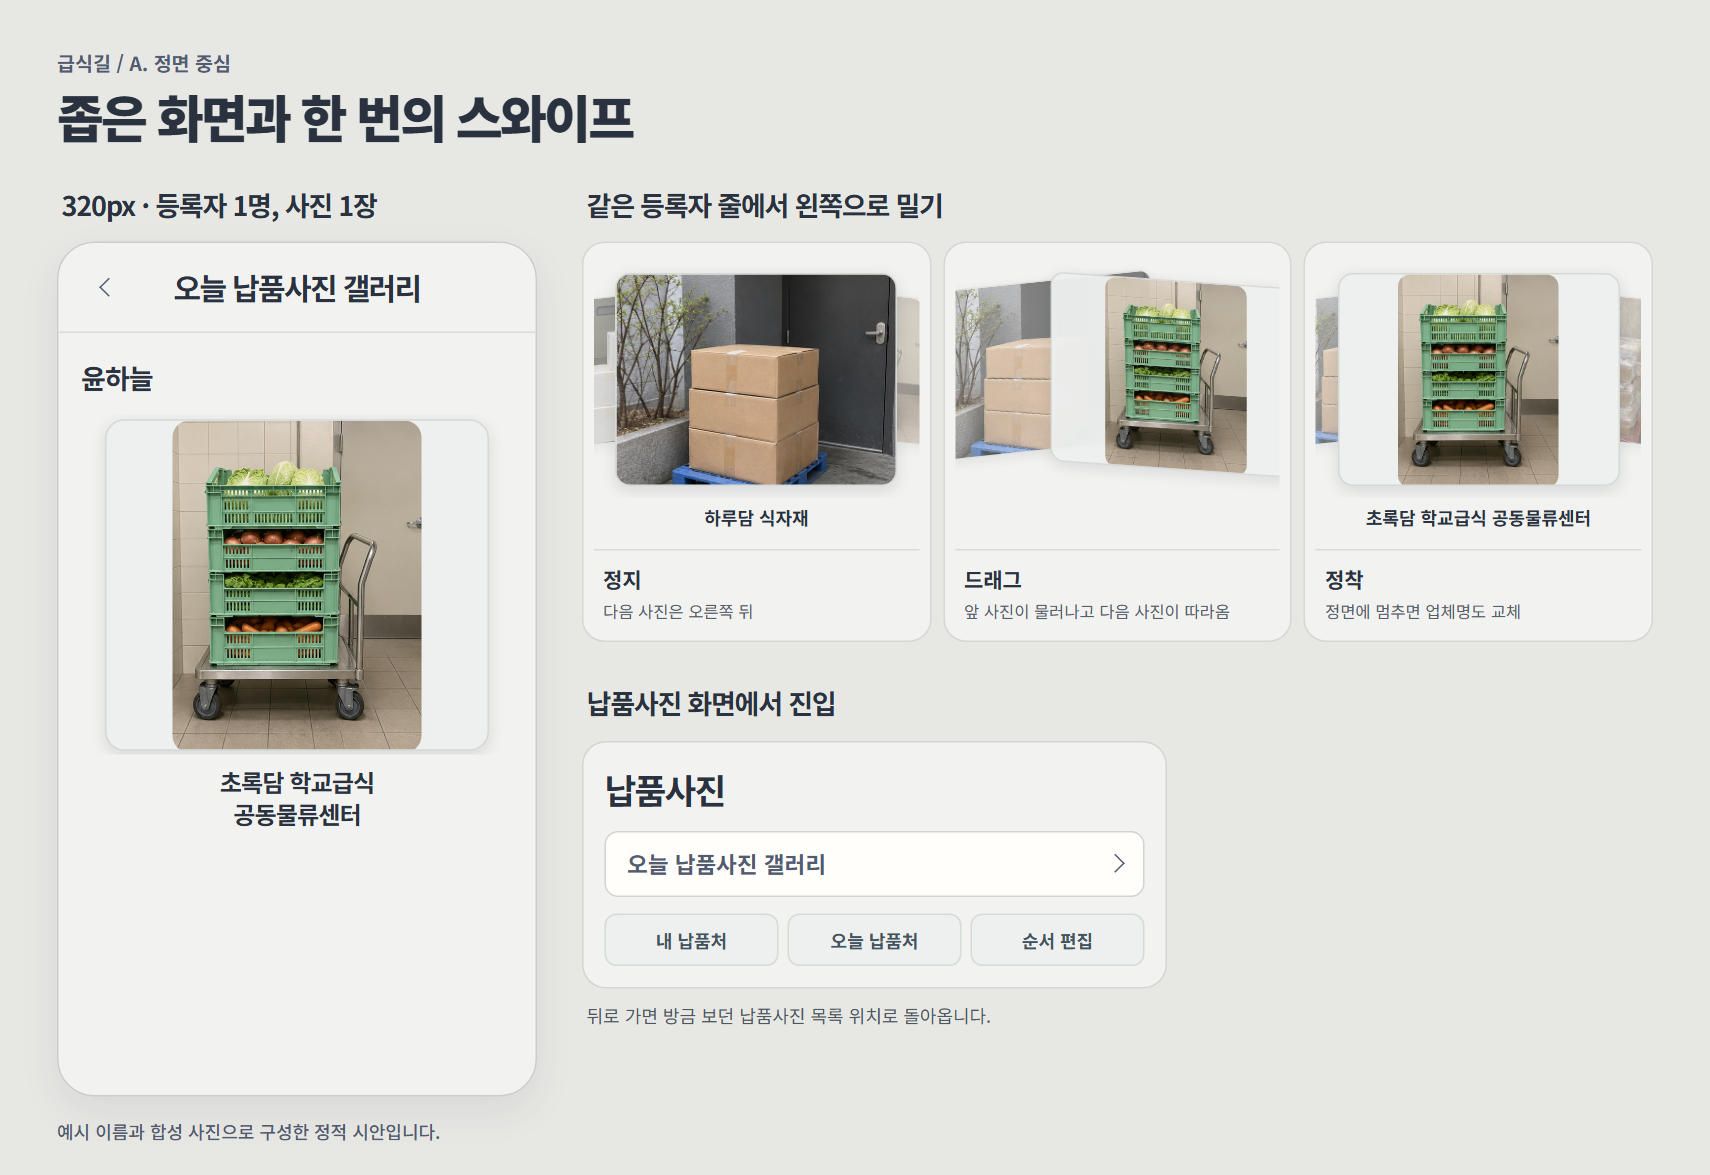 급식길 / A. 정면 중심
좁은 화면과 한 번의 스와이프
320px · 등록자 1명, 사진 1장
오늘 납품사진 갤러리
윤하늘
초록담 학교급식
공동물류센터
예시 이름과 합성 사진으로 구성한 정적 시안입니다.
같은 등록자 줄에서 왼쪽으로 밀기
하루담 식자재
정지
다음 사진은 오른쪽 뒤
드래그
앞 사진이 물러나고 다음 사진이 따라옴
초록담 학교급식 공동물류센터
정착
정면에 멈추면 업체명도 교체
납품사진 화면에서 진입
납품사진
오늘 납품사진 갤러리
내 납품처
오늘 납품처
순서 편집
뒤로 가면 방금 보던 납품사진 목록 위치로 돌아옵니다.